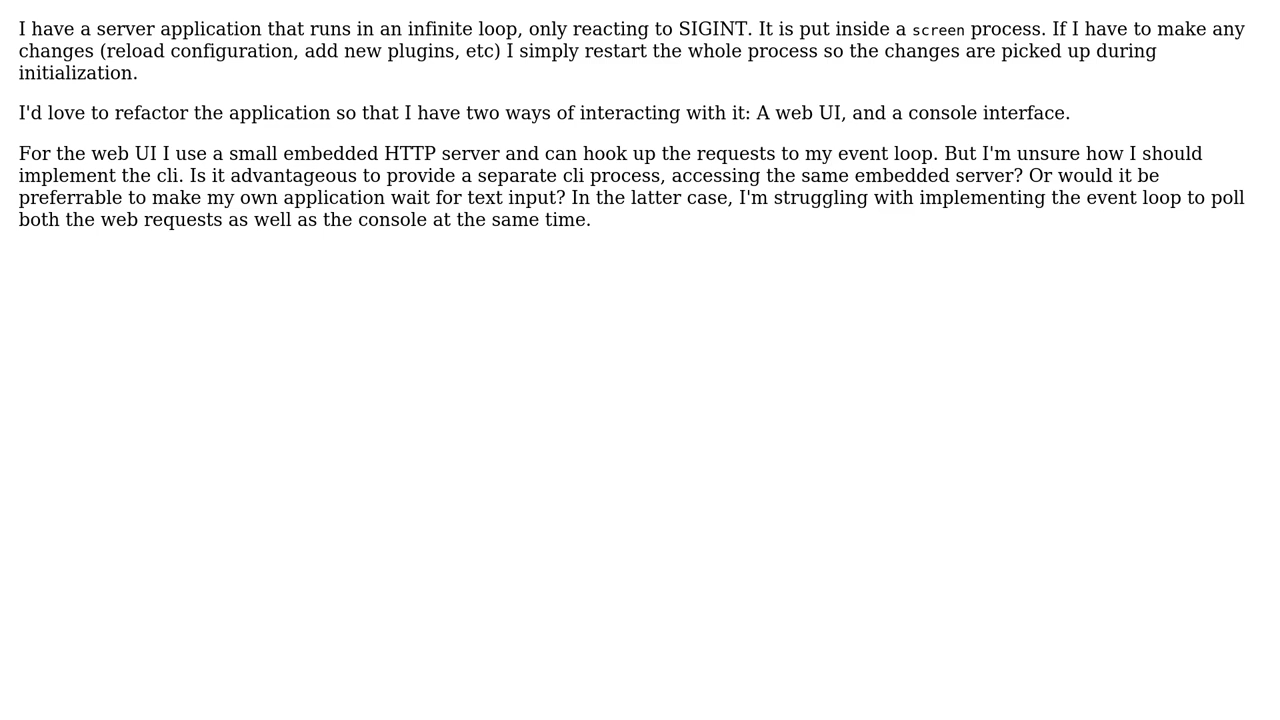 I have a server application that runs in an infinite loop, only reacting to SIGINT. It is put inside a screen process. If I have to make any
changes (reload configuration, add new plugins, etc) I simply restart the whole process so the changes are picked up during
initialization.
I'd love to refactor the application so that I have two ways of interacting with it: A web UI, and a console interface.
For the web UI I use a small embedded HTTP server and can hook up the requests to my event loop. But I'm unsure how I should
implement the cli. Is it advantageous to provide a separate cli process, accessing the same embedded server? Or would it be
preferrable to make my own application wait for text input? In the latter case, I'm struggling with implementing the event loop to poll
both the web requests as well as the console at the same time.